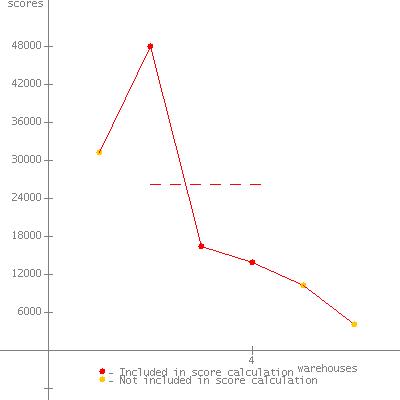 scores
48000
42000
36000
30000
24000
18000
12000
6000
4
warehouses
- Included in score calculation
- Not included in score calculation